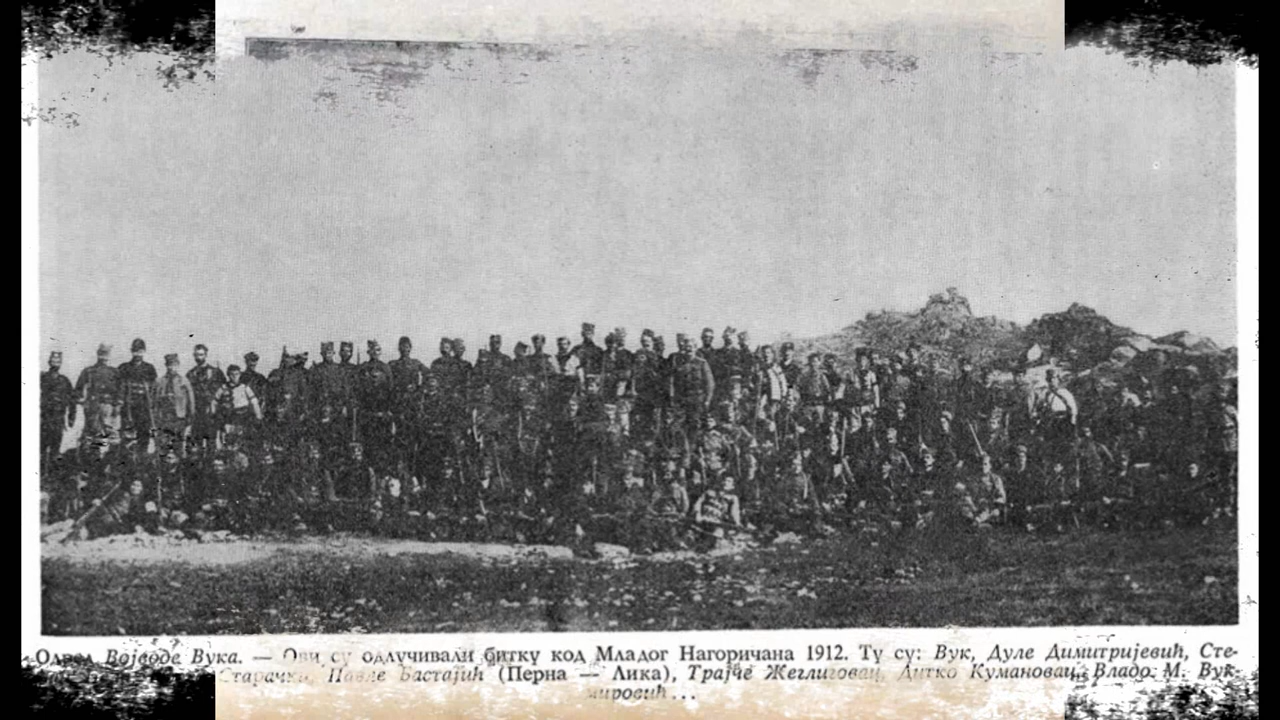 Одред Војводе Вука. — Ови су одлучивали битку код Младог Нагоричана 1912. Ту су: Вук, Дуле Димитријевић, Сте-
Старачки, Павле Бастајић (Перна — Лика), Трајче Жеглиговац, Дитко Кумановац, Владо. М. Вук-
мировић . . .